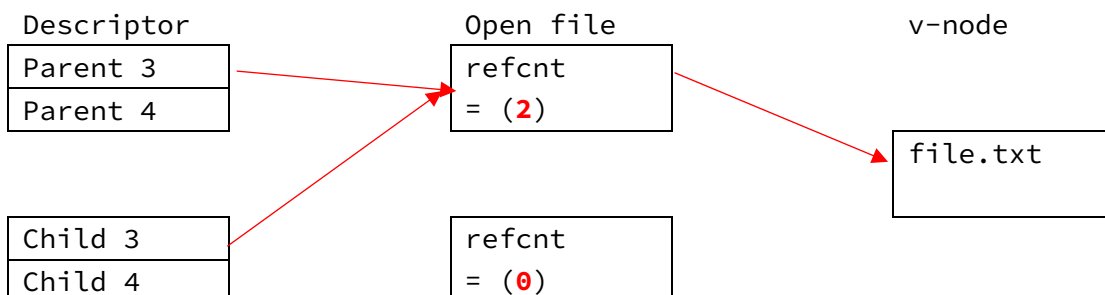 Descriptor Open file v-node
Parent 3
Parent 4
refcnt
= (2)
file.txt
Child 3
Child 4
refcnt
= (0)